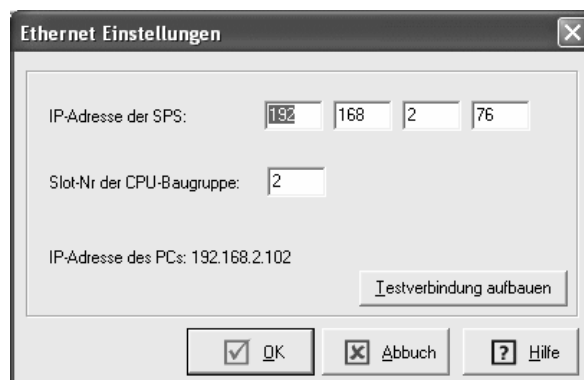 Ethernet Einstellungen
IP-Adresse der SPS: 192 168 2 76
Slot-Nr der CPU-Baugruppe: 2
IP-Adresse des PCs: 192.168.2.102
Testverbindung aufbauen
OK Abbuch Hilfe